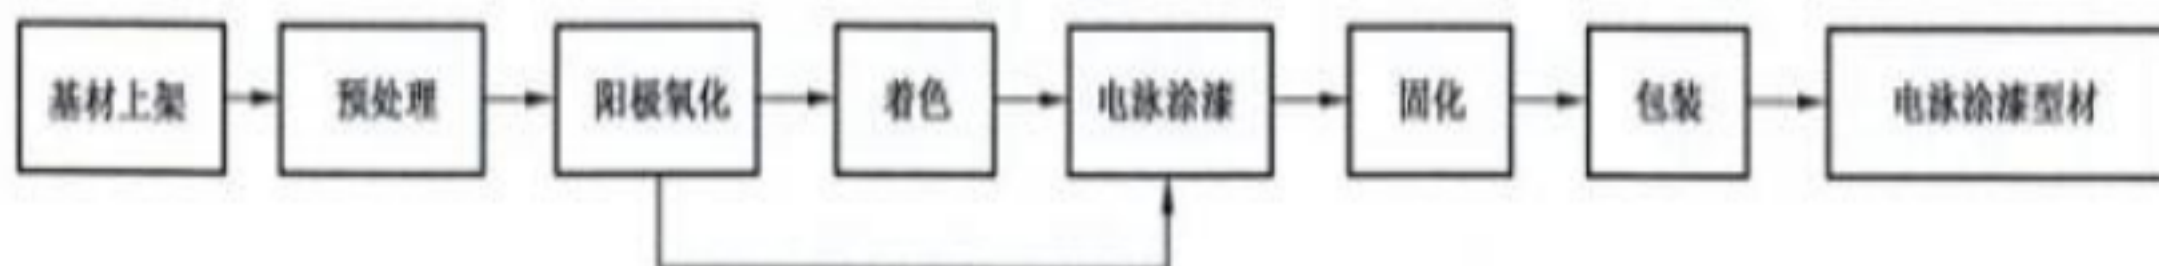 基材上架
预处理
阳极氧化
着色
电泳涂漆
固化
包装
电泳涂漆型材